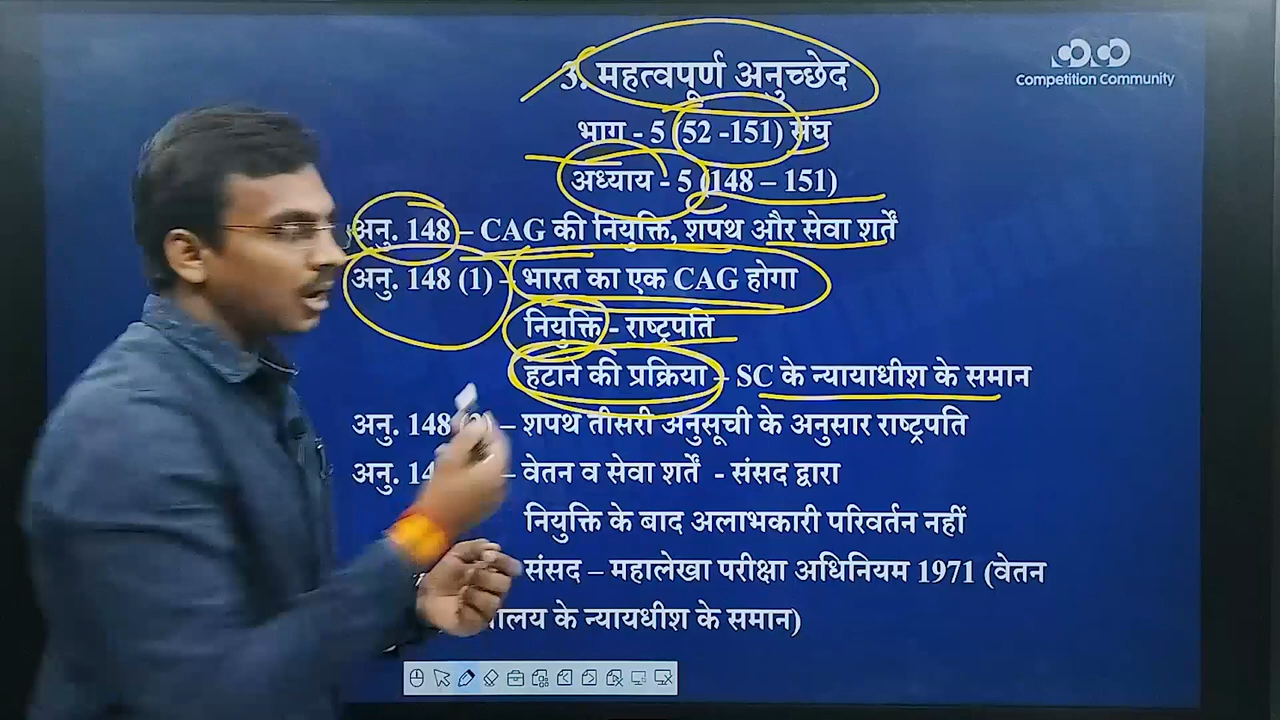 Competition Community
3. महत्वपूर्ण अनुच्छेद
भाग - 5 (52 -151) संघ
अध्याय - 5 (148 – 151)
अनु. 148 – CAG की नियुक्ति, शपथ और सेवा शर्तें
अनु. 148 (1) - भारत का एक CAG होगा
नियुक्ति - राष्ट्रपति
हटाने की प्रक्रिया – SC के न्यायाधीश के समान
अनु. 148 – शपथ तीसरी अनुसूची के अनुसार राष्ट्रपति
अनु. – वेतन व सेवा शर्तें - संसद द्वारा
नियुक्ति के बाद अलाभकारी परिवर्तन नहीं
संसद – महालेखा परीक्षा अधिनियम 1971 (वेतन
के न्यायधीश के समान)